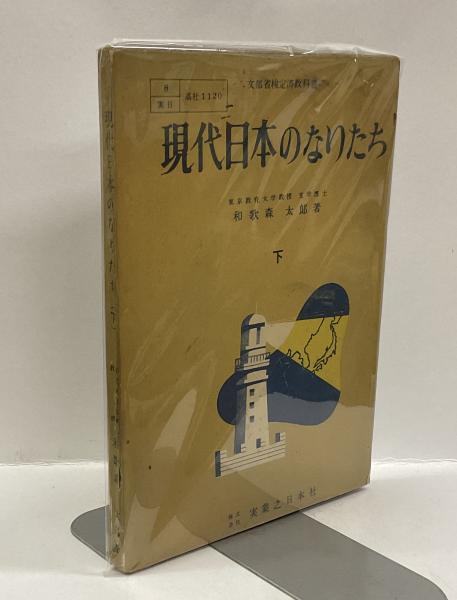 文部省検定済教科書
8
実日
高社1120
現代日本のなりたち
東京教育大学教授 文学博士
和歌森 太郎 著
下
株式会社 実業之日本社
現代日本のなりたち（下）